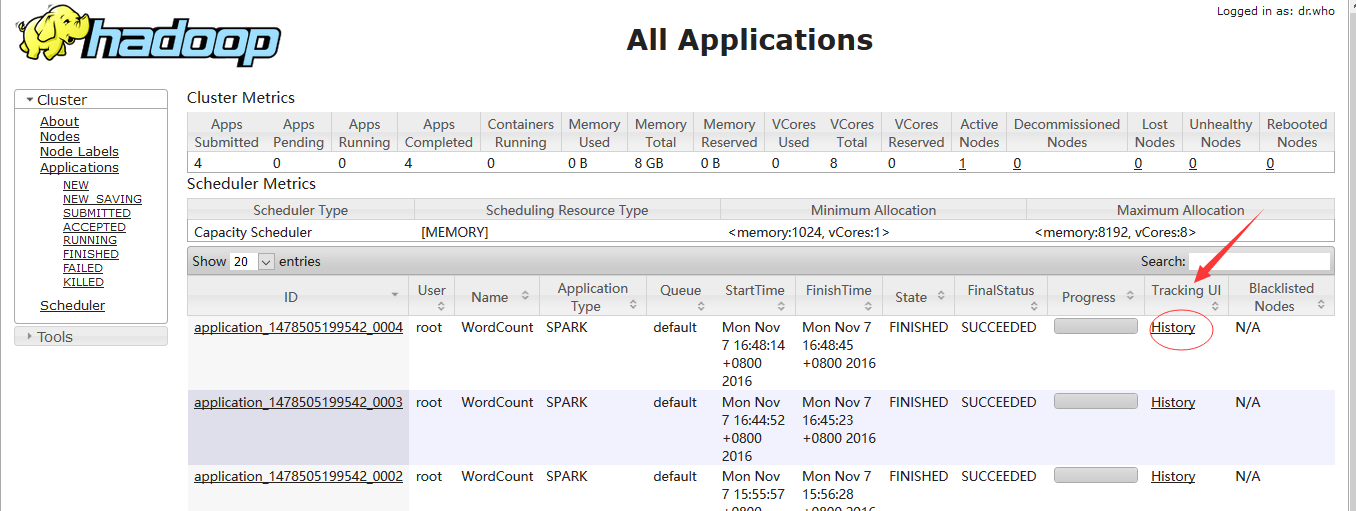 Logged in as: dr.who
hadoop
All Applications
Cluster
About
Nodes
Node Labels
Applications
NEW
NEW_SAVING
SUBMITTED
ACCEPTED
RUNNING
FINISHED
FAILED
KILLED
Scheduler
Tools
Cluster Metrics
Apps Submitted Apps Pending Apps Running Apps Completed Containers Running Memory Used Memory Total Memory Reserved VCores Used VCores Total VCores Reserved Active Nodes Decommissioned Nodes Lost Nodes Unhealthy Nodes Rebooted Nodes
4 0 0 4 0 0 B 8 GB 0 B 0 8 0 1 0 0 0 0
Scheduler Metrics
Scheduler Type Scheduling Resource Type Minimum Allocation Maximum Allocation
Capacity Scheduler [MEMORY] <memory:1024, vCores:1> <memory:8192, vCores:8>
Show 20 entries Search:
ID User Name Application Type Queue StartTime FinishTime State FinalStatus Progress Tracking UI Blacklisted Nodes
application_1478505199542_0004 root WordCount SPARK default Mon Nov 7 16:48:14 +0800 2016 Mon Nov 7 16:48:45 +0800 2016 FINISHED SUCCEEDED History N/A
application_1478505199542_0003 root WordCount SPARK default Mon Nov 7 16:44:52 +0800 2016 Mon Nov 7 16:45:23 +0800 2016 FINISHED SUCCEEDED History N/A
application_1478505199542_0002 root WordCount SPARK default Mon Nov 7 15:55:57 +0800 Mon Nov 7 15:56:28 +0800 2016 FINISHED SUCCEEDED History N/A